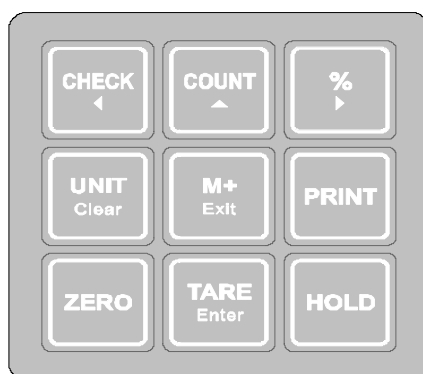 CHECK
COUNT
%
UNIT
Clear
M+
Exit
PRINT
ZERO
TARE
Enter
HOLD